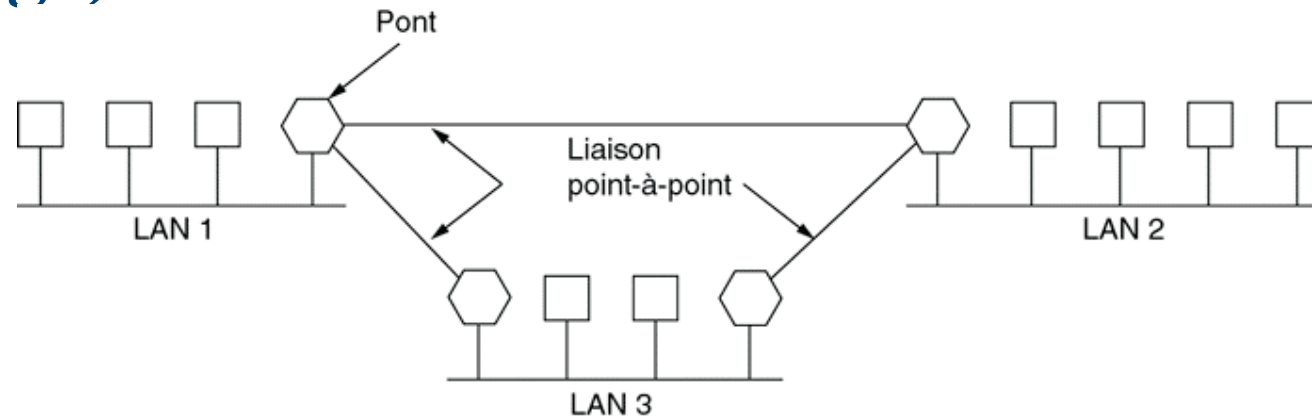 Pont
Liaison
point-à-point
LAN 1
LAN 2
LAN 3